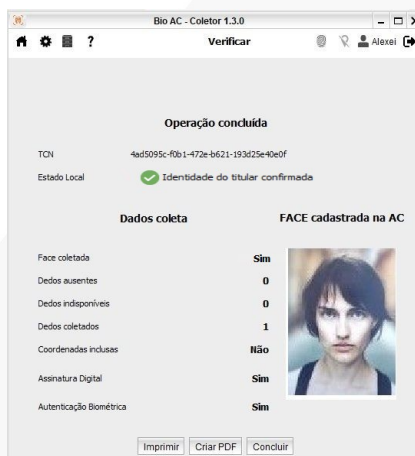 Bio AC - Coletor 1.3.0
? Verificar Alexei
Operação concluída
TCN 4ad5095c-f0b1-472e-b621-193d25e40e0f
Estado Local Identidade do titular confirmada
Dados coleta FACE cadastrada na AC
Face coletada Sim
Dedos ausentes 0
Dedos indisponíveis 0
Dedos coletados 1
Coordenadas inclusas Não
Assinatura Digital Sim
Autenticação Biométrica Sim
Imprimir Criar PDF Concluir